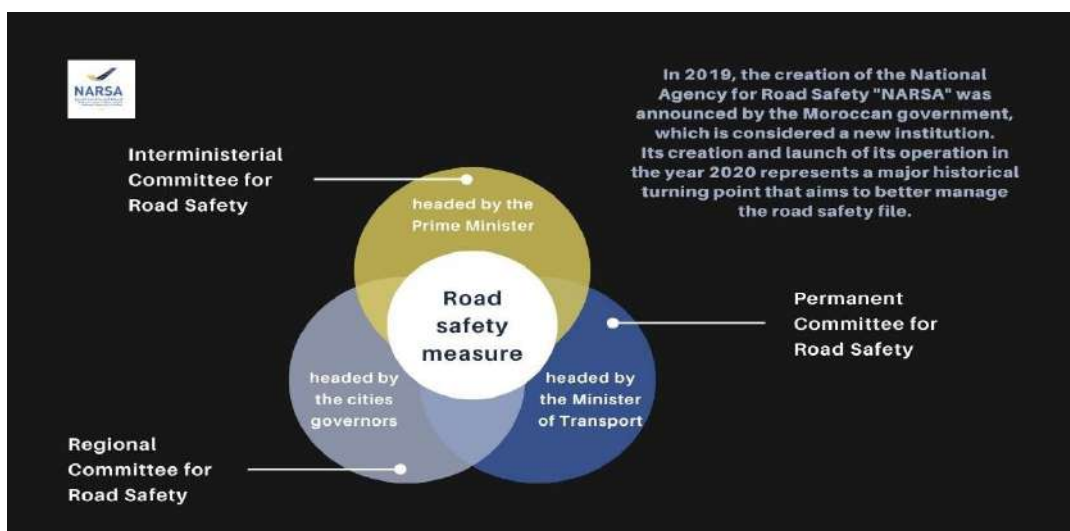 NARSA
In 2019, the creation of the National
Agency for Road Safety "NARSA" was
announced by the Moroccan government,
which is considered a new institution.
Its creation and launch of its operation in
the year 2020 represents a major historical
turning point that aims to better manage
the road safety file.
Interministerial
Committee for
Road Safety
headed by the
Prime Minister
Road
safety
measure
Permanent
Committee for
Road Safety
headed by
the cities
governors
headed by
the Minister
of Transport
Regional
Committee for
Road Safety